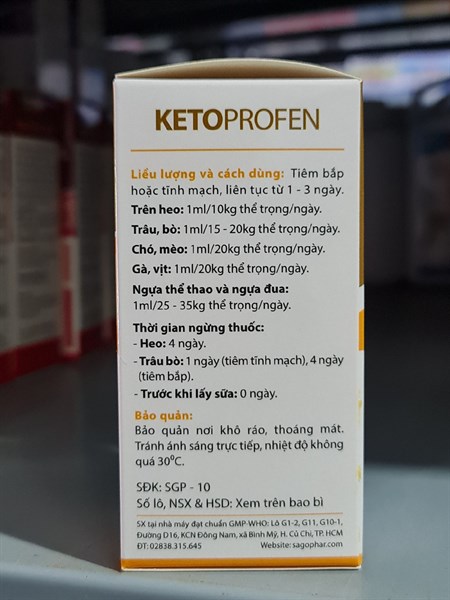 KETOPROFEN
Liều lượng và cách dùng: Tiêm bắp
hoặc tĩnh mạch, liên tục từ 1 - 3 ngày.
Trên heo: 1ml/10kg thể trọng/ngày.
Trâu, bò: 1ml/15 - 20kg thể trọng/ngày.
Chó, mèo: 1ml/20kg thể trọng/ngày.
Gà, vịt: 1ml/20kg thể trọng/ngày.
Ngựa thể thao và ngựa đua:
1ml/25 - 35kg thể trọng/ngày.
Thời gian ngừng thuốc:
- Heo: 4 ngày.
- Trâu bò: 1 ngày (tiêm tĩnh mạch), 4 ngày
(tiêm bắp).
- Trước khi lấy sữa: 0 ngày.
Bảo quản:
Bảo quản nơi khô ráo, thoáng mát.
Tránh ánh sáng trực tiếp, nhiệt độ không
quá 30⁰C.
SĐK: SGP - 10
Số lô, NSX & HSD: Xem trên bao bì
SX tại nhà máy đạt chuẩn GMP-WHO: Lô G1-2, G11, G10-1,
Đường D16, KCN Đông Nam, xã Bình Mỹ, H. Củ Chi, TP. HCM
ĐT: 02838.315.645 Website: sagophar.com